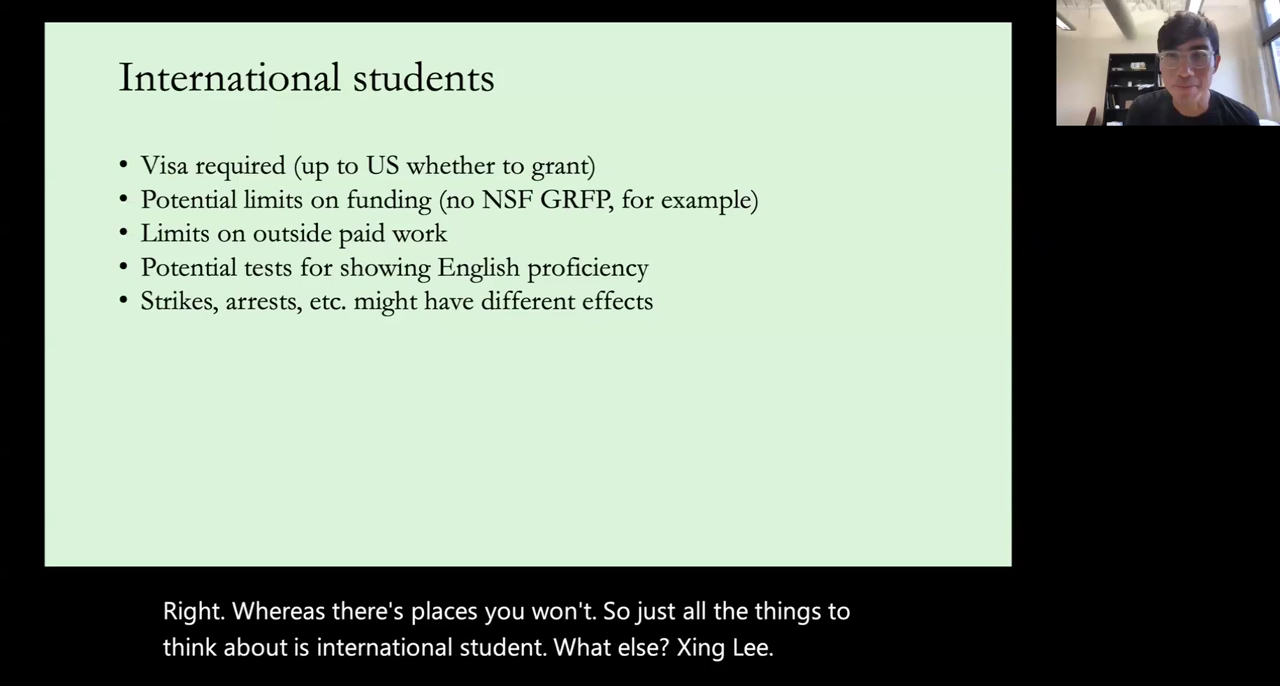 International students
• Visa required (up to US whether to grant)
• Potential limits on funding (no NSF GRFP, for example)
• Limits on outside paid work
• Potential tests for showing English proficiency
• Strikes, arrests, etc. might have different effects
Right. Whereas there's places you won't. So just all the things to
think about is international student. What else? Xing Lee.